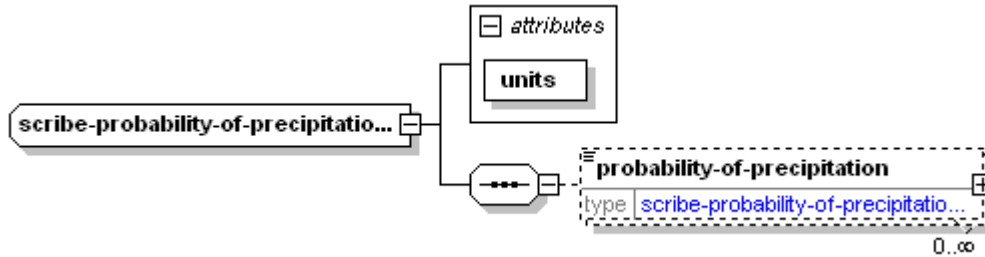 attributes
units
scribe-probability-of-precipitatio...
probability-of-precipitation
type scribe-probability-of-precipitatio...
0..∞